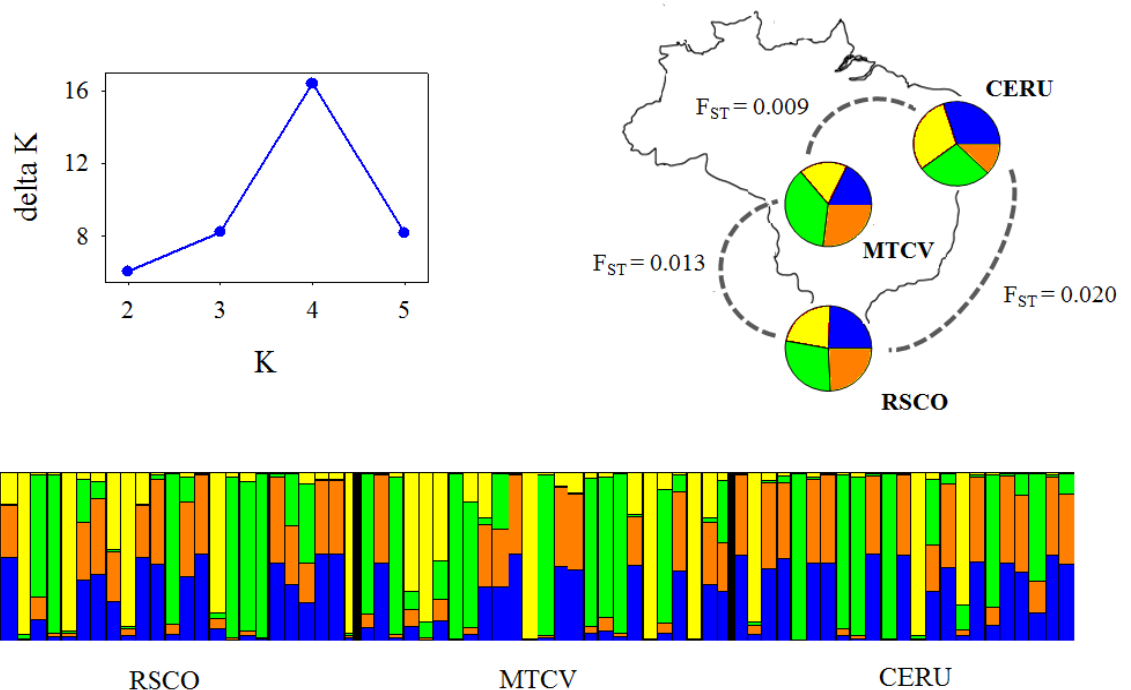 16
12
8
delta K
2 3 4 5
K
CERU
F_ST = 0.009
MTCV
F_ST = 0.013
F_ST = 0.020
RSCO
RSCO MTCV CERU